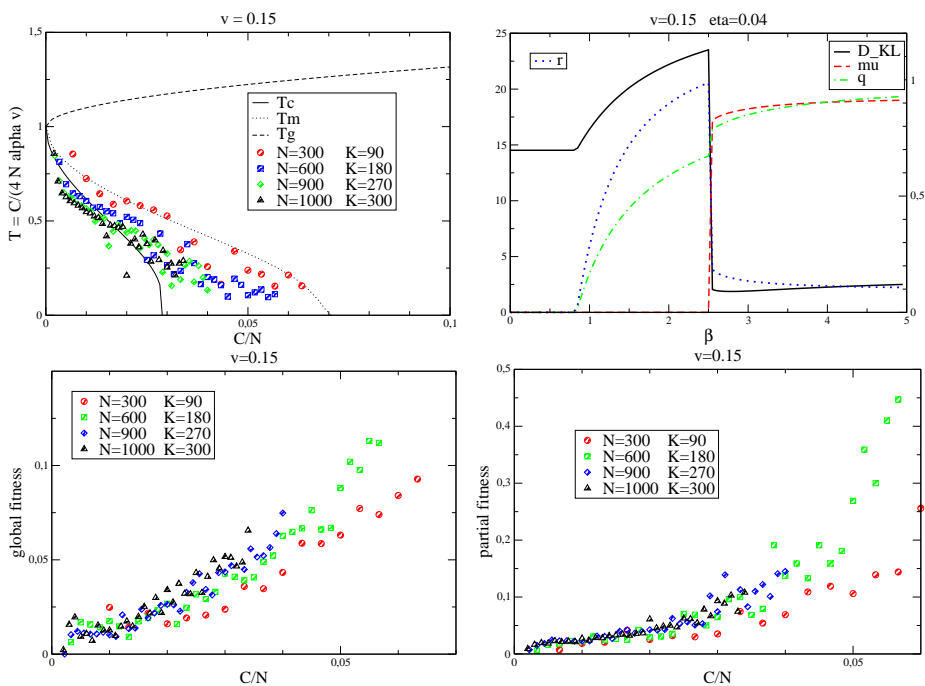 v = 0.15
1,5
1
0,5
0
0
0,05
0,1
T = C/(4 N alpha v)
C/N
Tc
Tm
Tg
N=300 K=90
N=600 K=180
N=900 K=270
N=1000 K=300
v=0.15 eta=0.04
25
20
15
10
5
0
0
1
2
3
4
5
1
0,5
0
β
r
D_KL
mu
q
v=0.15
0,1
0,05
0
0
0,05
global fitness
C/N
N=300 K=90
N=600 K=180
N=900 K=270
N=1000 K=300
v=0.15
0,5
0,4
0,3
0,2
0,1
0
0
0,05
partial fitness
C/N
N=300 K=90
N=600 K=180
N=900 K=270
N=1000 K=300